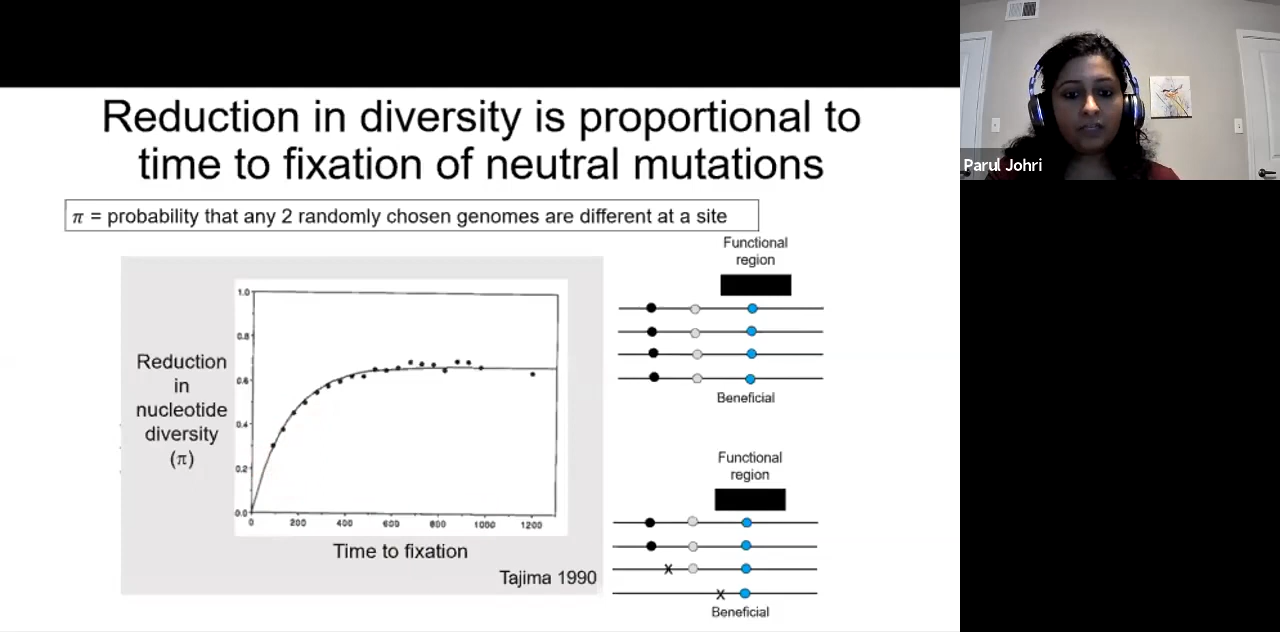 Reduction in diversity is proportional to
time to fixation of neutral mutations
π = probability that any 2 randomly chosen genomes are different at a site
Reduction
in
nucleotide
diversity
(π)
1.0
0.8
0.6
0.4
0.2
0.0
0 200 400 600 800 1000 1200
Time to fixation
Tajima 1990
Functional
region
Beneficial
Functional
region
X
X
Beneficial
Parul Johri